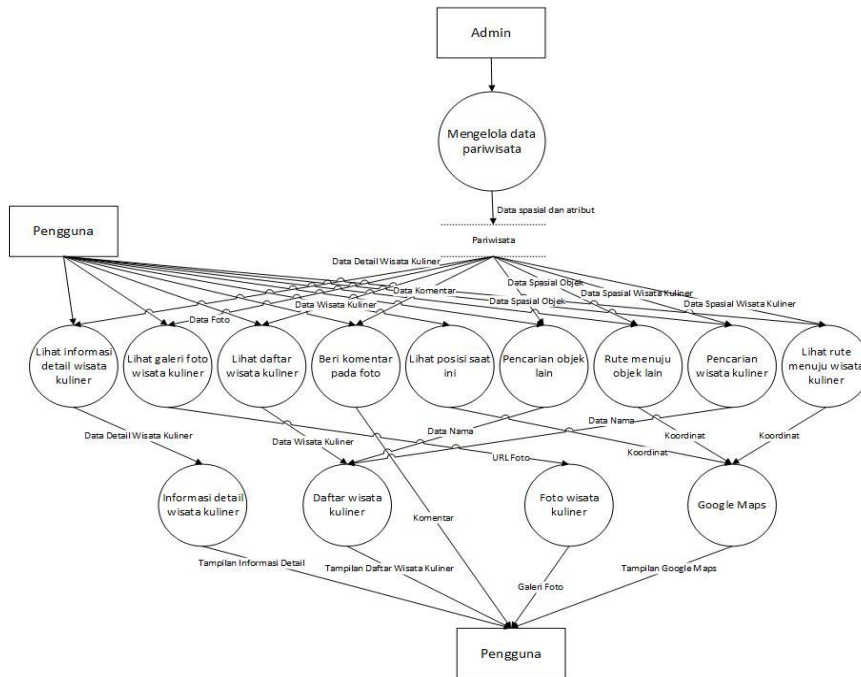 Admin
Mengelola data
pariwisata
Data spasial dan atribut
Pengguna
Pariwisata
Data Detail Wisata Kuliner
Data Spasial Objek
Data Spasial Wisata Kuliner
Data Komentar
Data Wisata Kuliner
Data Spasial Objek
Data Spasial Wisata Kuliner
Data Foto
Lihat informasi
detail wisata
kuliner
Lihat galeri foto
wisata kuliner
Lihat daftar
wisata kuliner
Beri komentar
pada foto
Lihat posisi saat
ini
Pencarian objek
lain
Rute menuju
objek lain
Pencarian
wisata kuliner
Lihat rute
menuju wisata
kuliner
Data Detail Wisata Kuliner
Data Wisata Kuliner
Data Nama
Data Nama
Koordinat
Koordinat
Koordinat
URL Foto
Informasi detail
wisata kuliner
Daftar wisata
kuliner
Komentar
Foto wisata
kuliner
Google Maps
Tampilan Informasi Detail
Tampilan Daftar Wisata Kuliner
Galeri Foto
Tampilan Google Maps
Pengguna